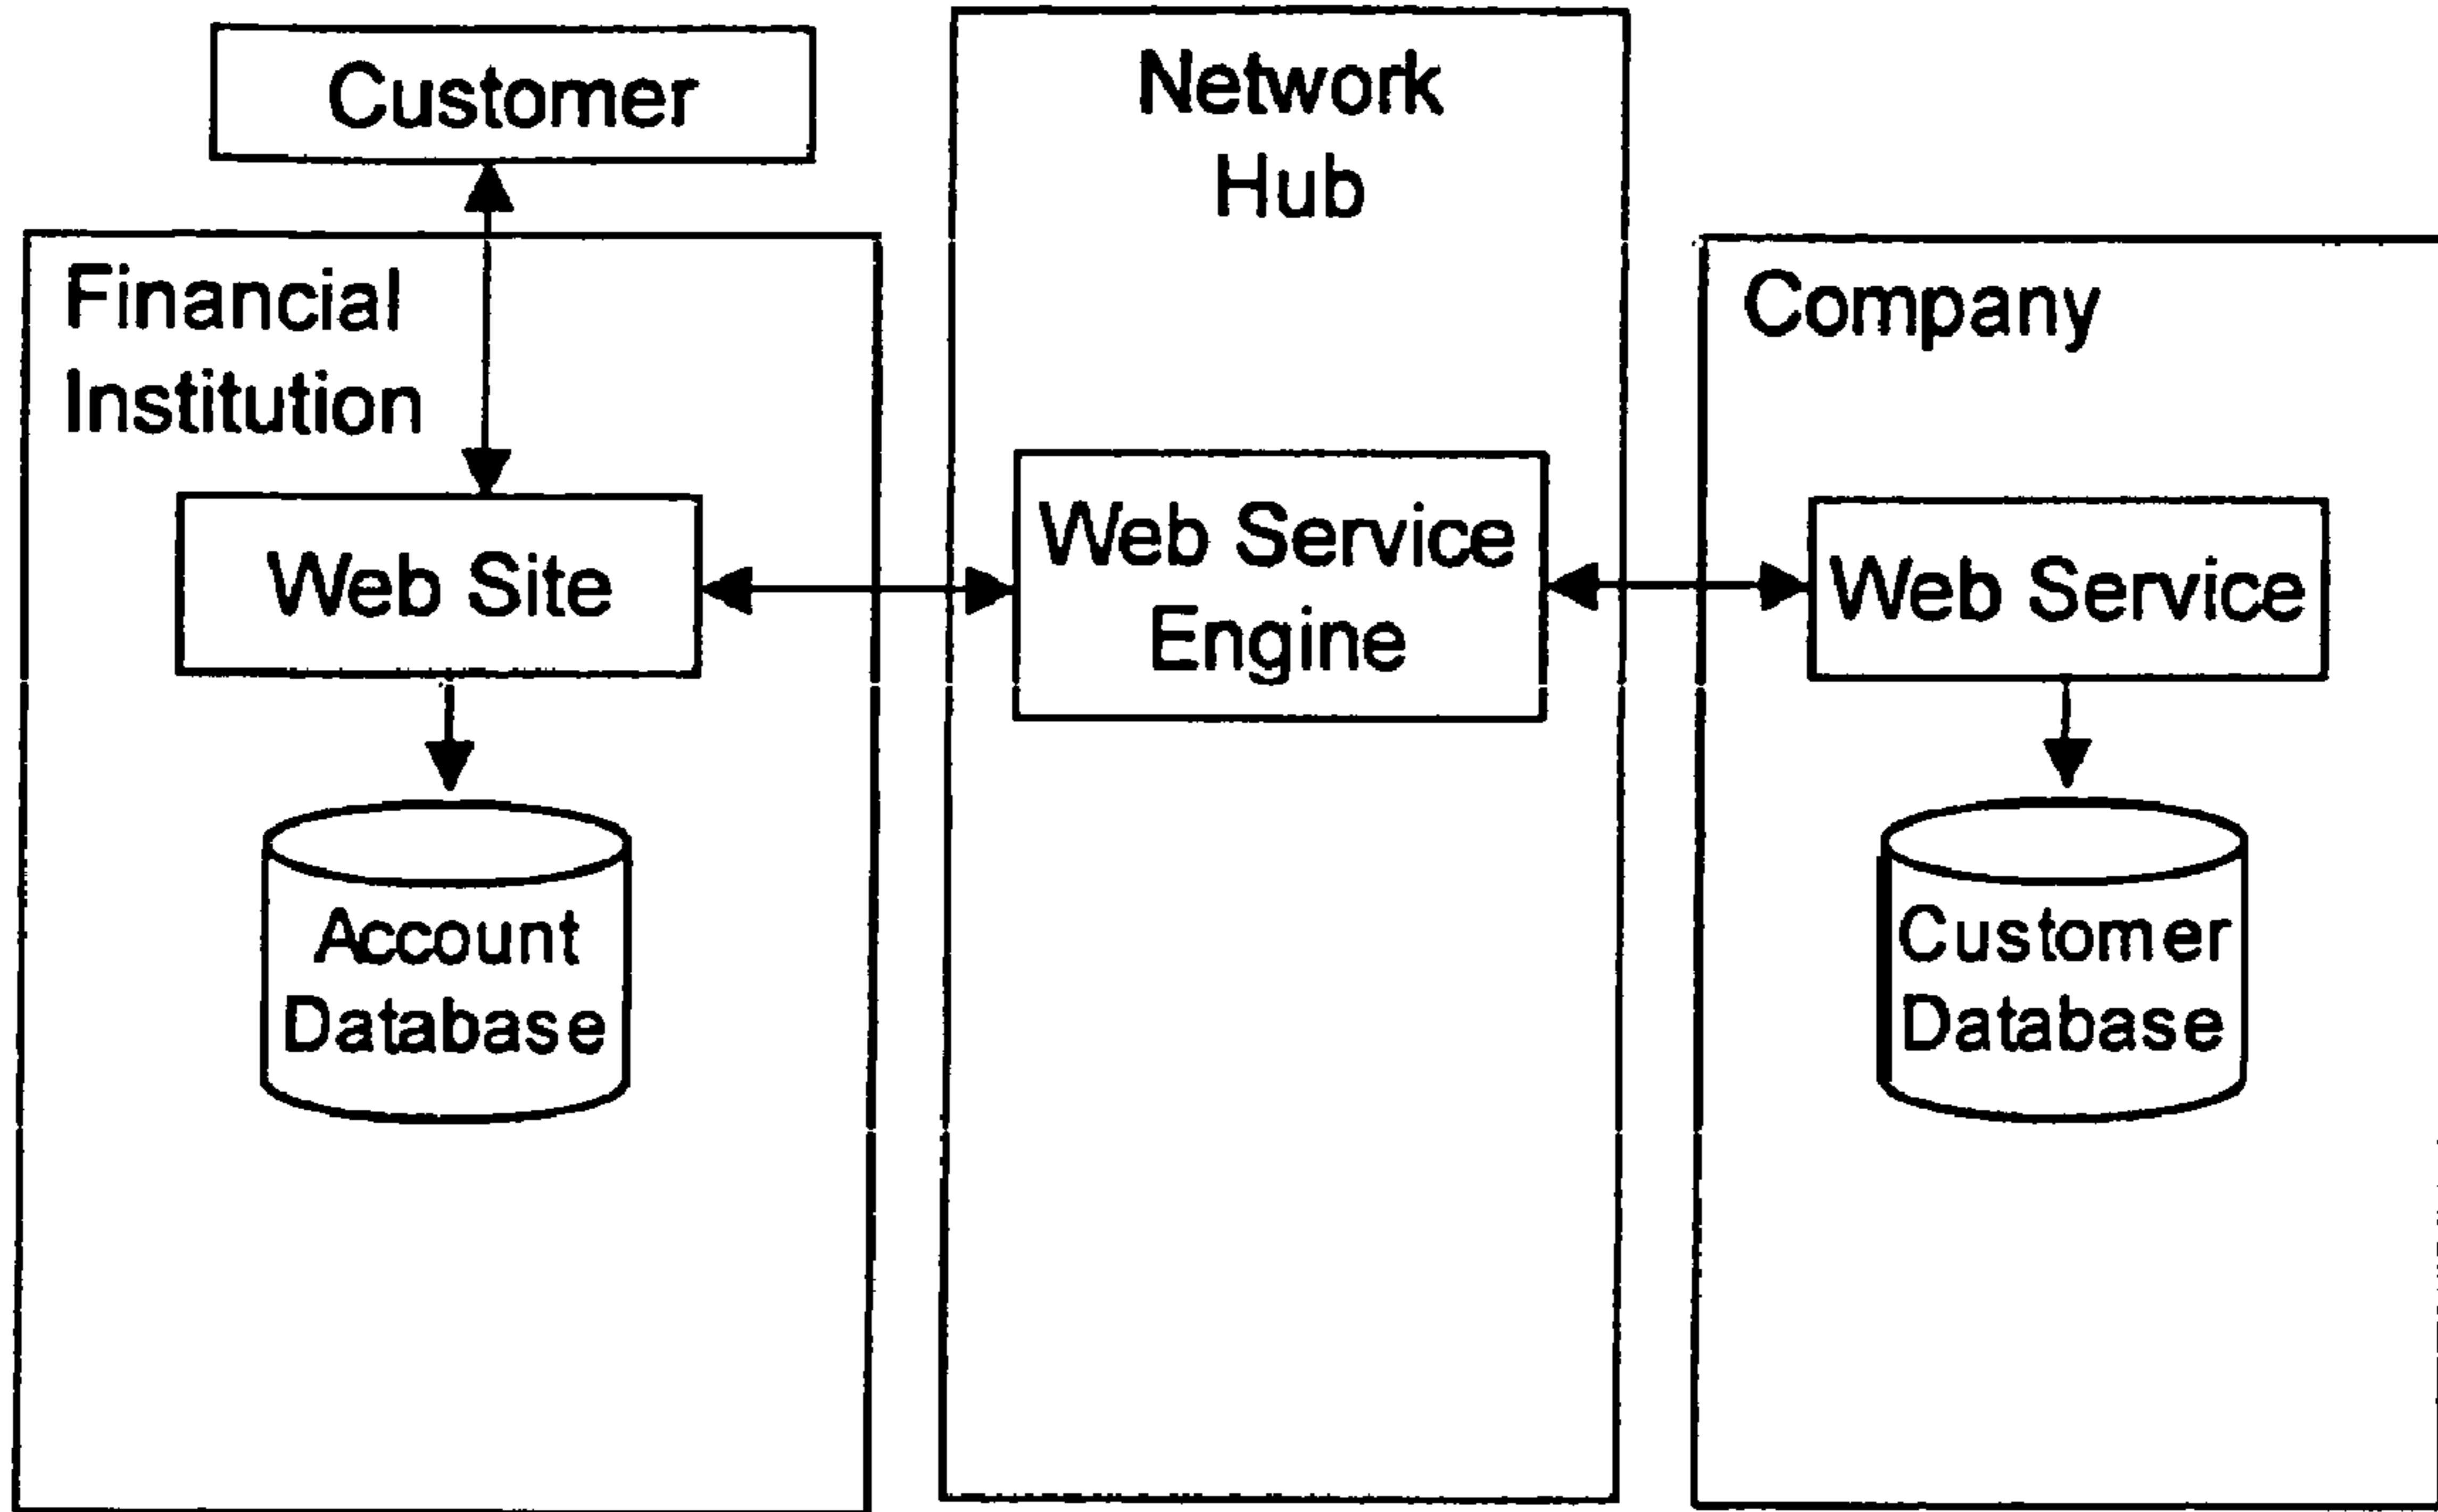 Customer
Network
Hub
Financial
Institution
Company
Web Site
Web Service
Engine
Web Service
Account
Database
Customer
Database